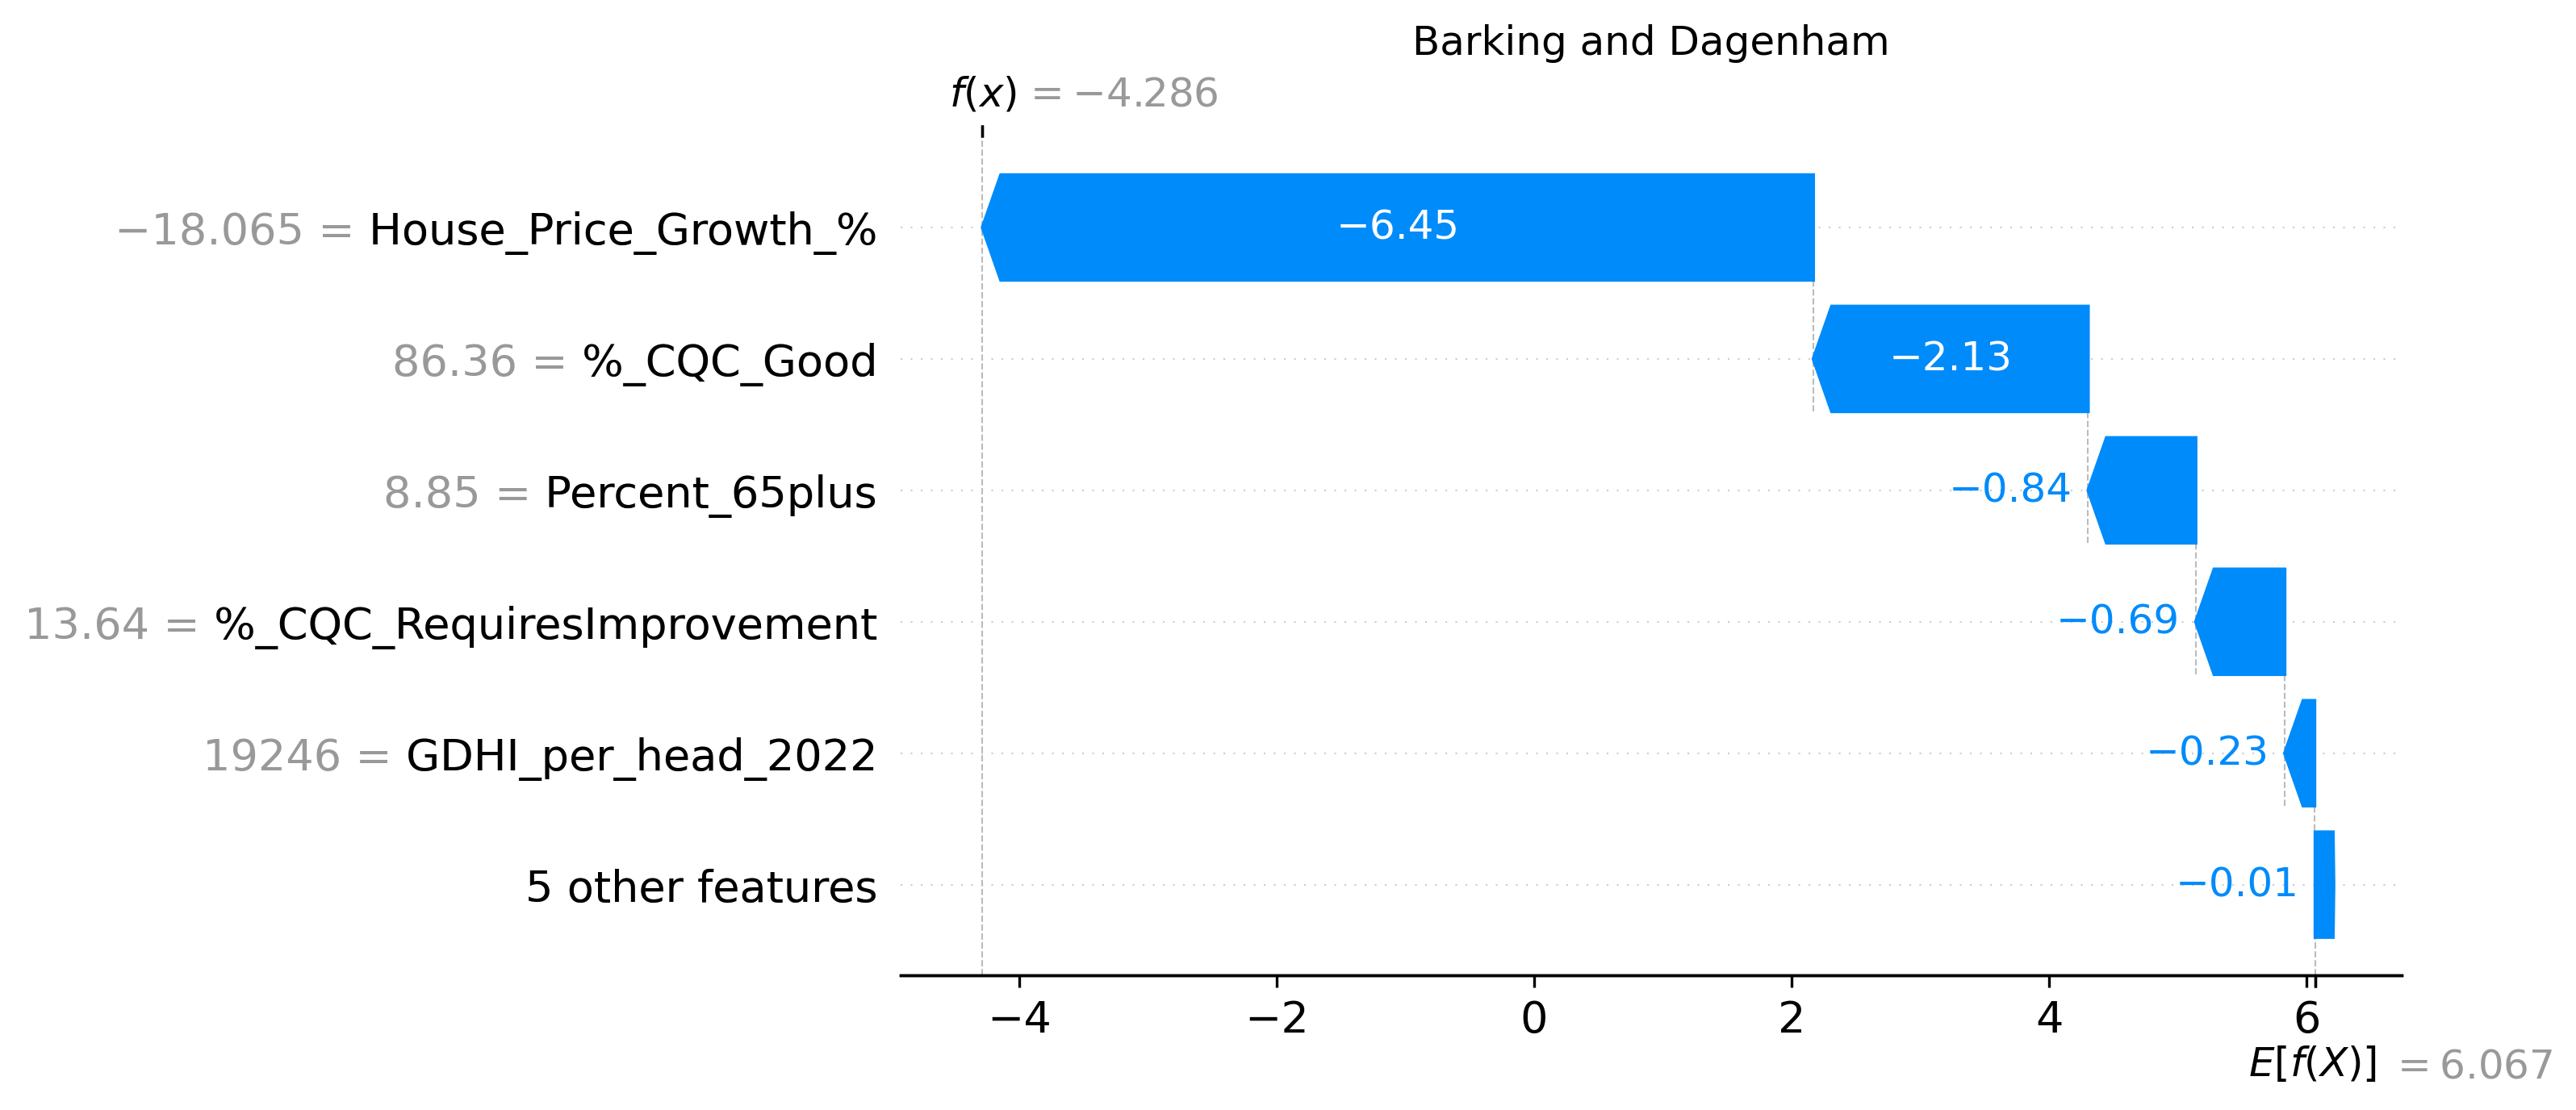 Barking and Dagenham
f(x) = −4.286
−18.065 = House_Price_Growth_%
−6.45
86.36 = %_CQC_Good
−2.13
8.85 = Percent_65plus
−0.84
13.64 = %_CQC_RequiresImprovement
−0.69
19246 = GDHI_per_head_2022
−0.23
5 other features
−0.01
−4 −2 0 2 4 6
E[f(X)] = 6.067